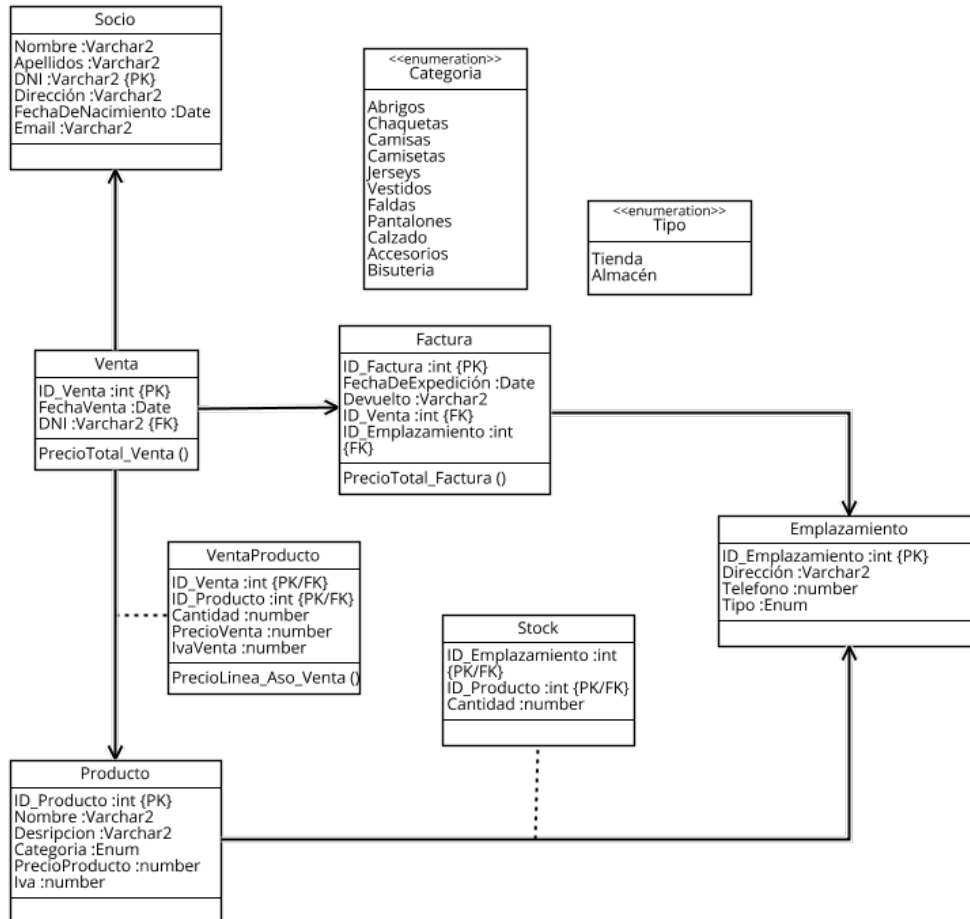 Socio
Nombre :Varchar2
Apellidos :Varchar2
DNI :Varchar2 {PK}
Dirección :Varchar2
FechaDeNacimiento :Date
Email :Varchar2
<<enumeration>>
Categoria
Abrigos
Chaquetas
Camisas
Camisetas
Jerseys
Vestidos
Faldas
Pantalones
Calzado
Accesorios
Bisuteria
<<enumeration>>
Tipo
Tienda
Almacén
Venta
ID_Venta :int {PK}
FechaVenta :Date
DNI :Varchar2 {FK}
PrecioTotal_Venta ()
Factura
ID_Factura :int {PK}
FechaDeExpedición :Date
Devuelto :Varchar2
ID_Venta :int {FK}
ID_Emplazamiento :int
{FK}
PrecioTotal_Factura ()
Emplazamiento
ID_Emplazamiento :int {PK}
Dirección :Varchar2
Telefono :number
Tipo :Enum
VentaProducto
ID_Venta :int {PK/FK}
ID_Producto :int {PK/FK}
Cantidad :number
PrecioVenta :number
IvaVenta :number
PrecioLinea_Aso_Venta ()
Stock
ID_Emplazamiento :int
{PK/FK}
ID_Producto :int {PK/FK}
Cantidad :number
Producto
ID_Producto :int {PK}
Nombre :Varchar2
Desripcion :Varchar2
Categoria :Enum
PrecioProducto :number
Iva :number